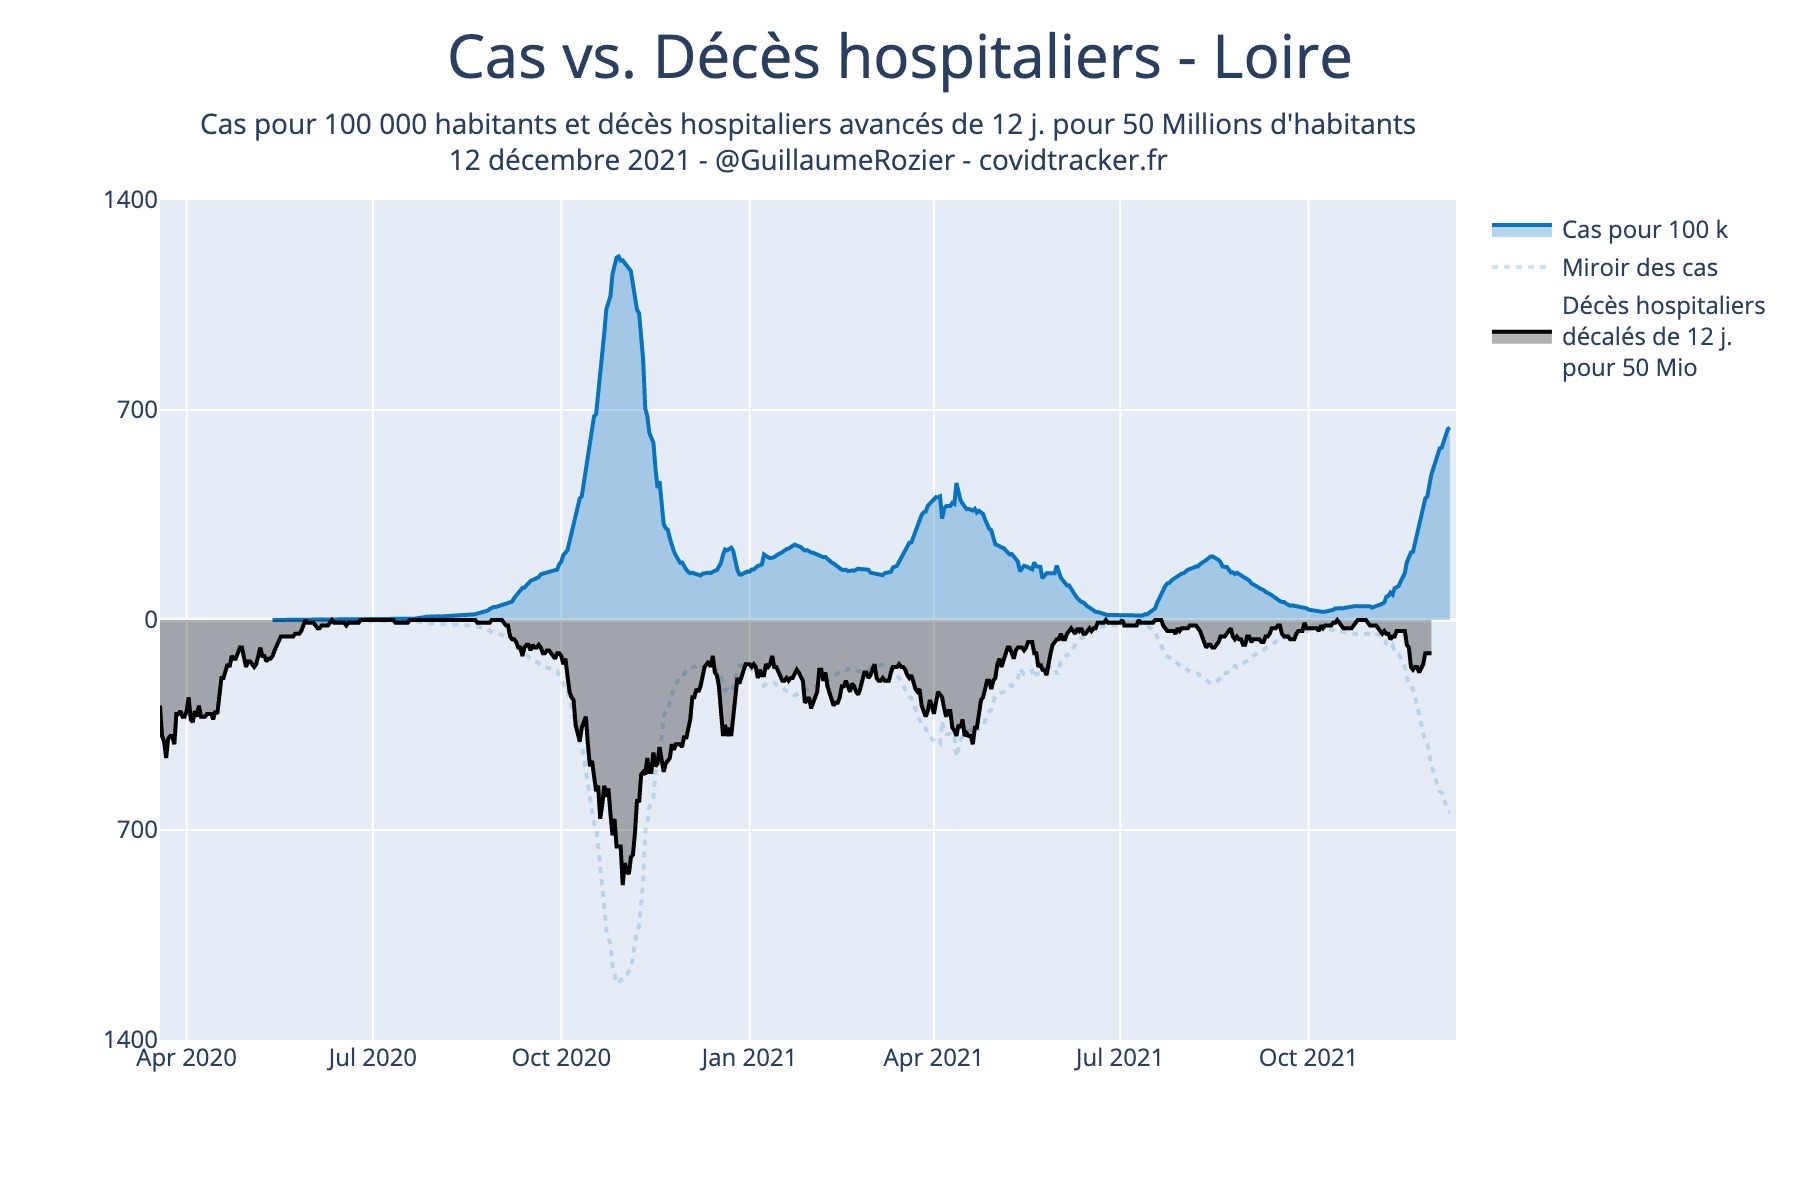 Cas vs. Décès hospitaliers - Loire
Cas pour 100 000 habitants et décès hospitaliers avancés de 12 j. pour 50 Millions d'habitants
12 décembre 2021 - @GuillaumeRozier - covidtracker.fr
1400
700
0
700
1400
Apr 2020
Jul 2020
Oct 2020
Jan 2021
Apr 2021
Jul 2021
Oct 2021
Cas pour 100 k
Miroir des cas
Décès hospitaliers
décalés de 12 j.
pour 50 Mio